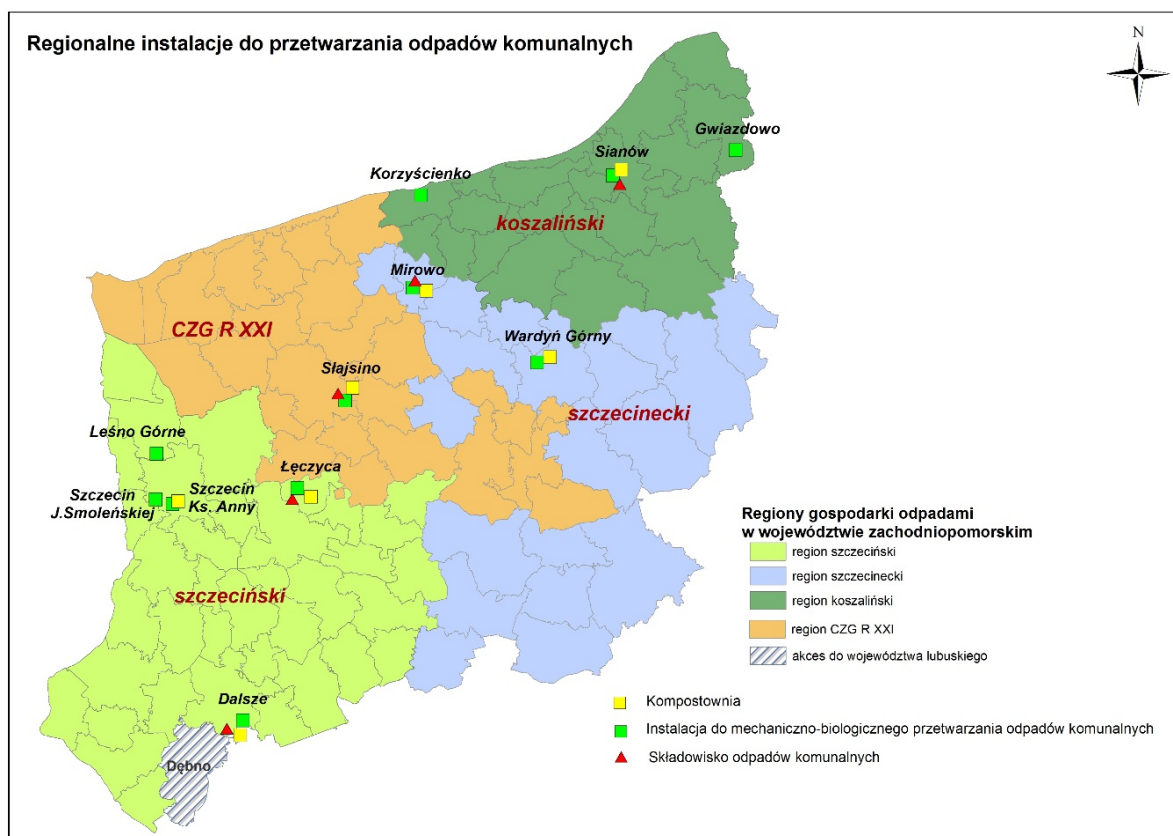 Regionalne instalacje do przetwarzania odpadów komunalnych
N
Gwiazdowo
Sianów
Korzyścienko
koszaliński
Mirowo
CZG R XXI
Wardyń Górny
Słajsino
szczecinecki
Leśno Górne
Łęczyca
Szczecin
J.Smoleńskiej
Szczecin
Ks. Anny
szczeciński
Dalsze
Dębno
Regiony gospodarki odpadami
w województwie zachodniopomorskim
region szczeciński
region szczecinecki
region koszaliński
region CZG R XXI
akces do województwa lubuskiego
Kompostownia
Instalacja do mechaniczno-biologicznego przetwarzania odpadów komunalnych
Składowisko odpadów komunalnych